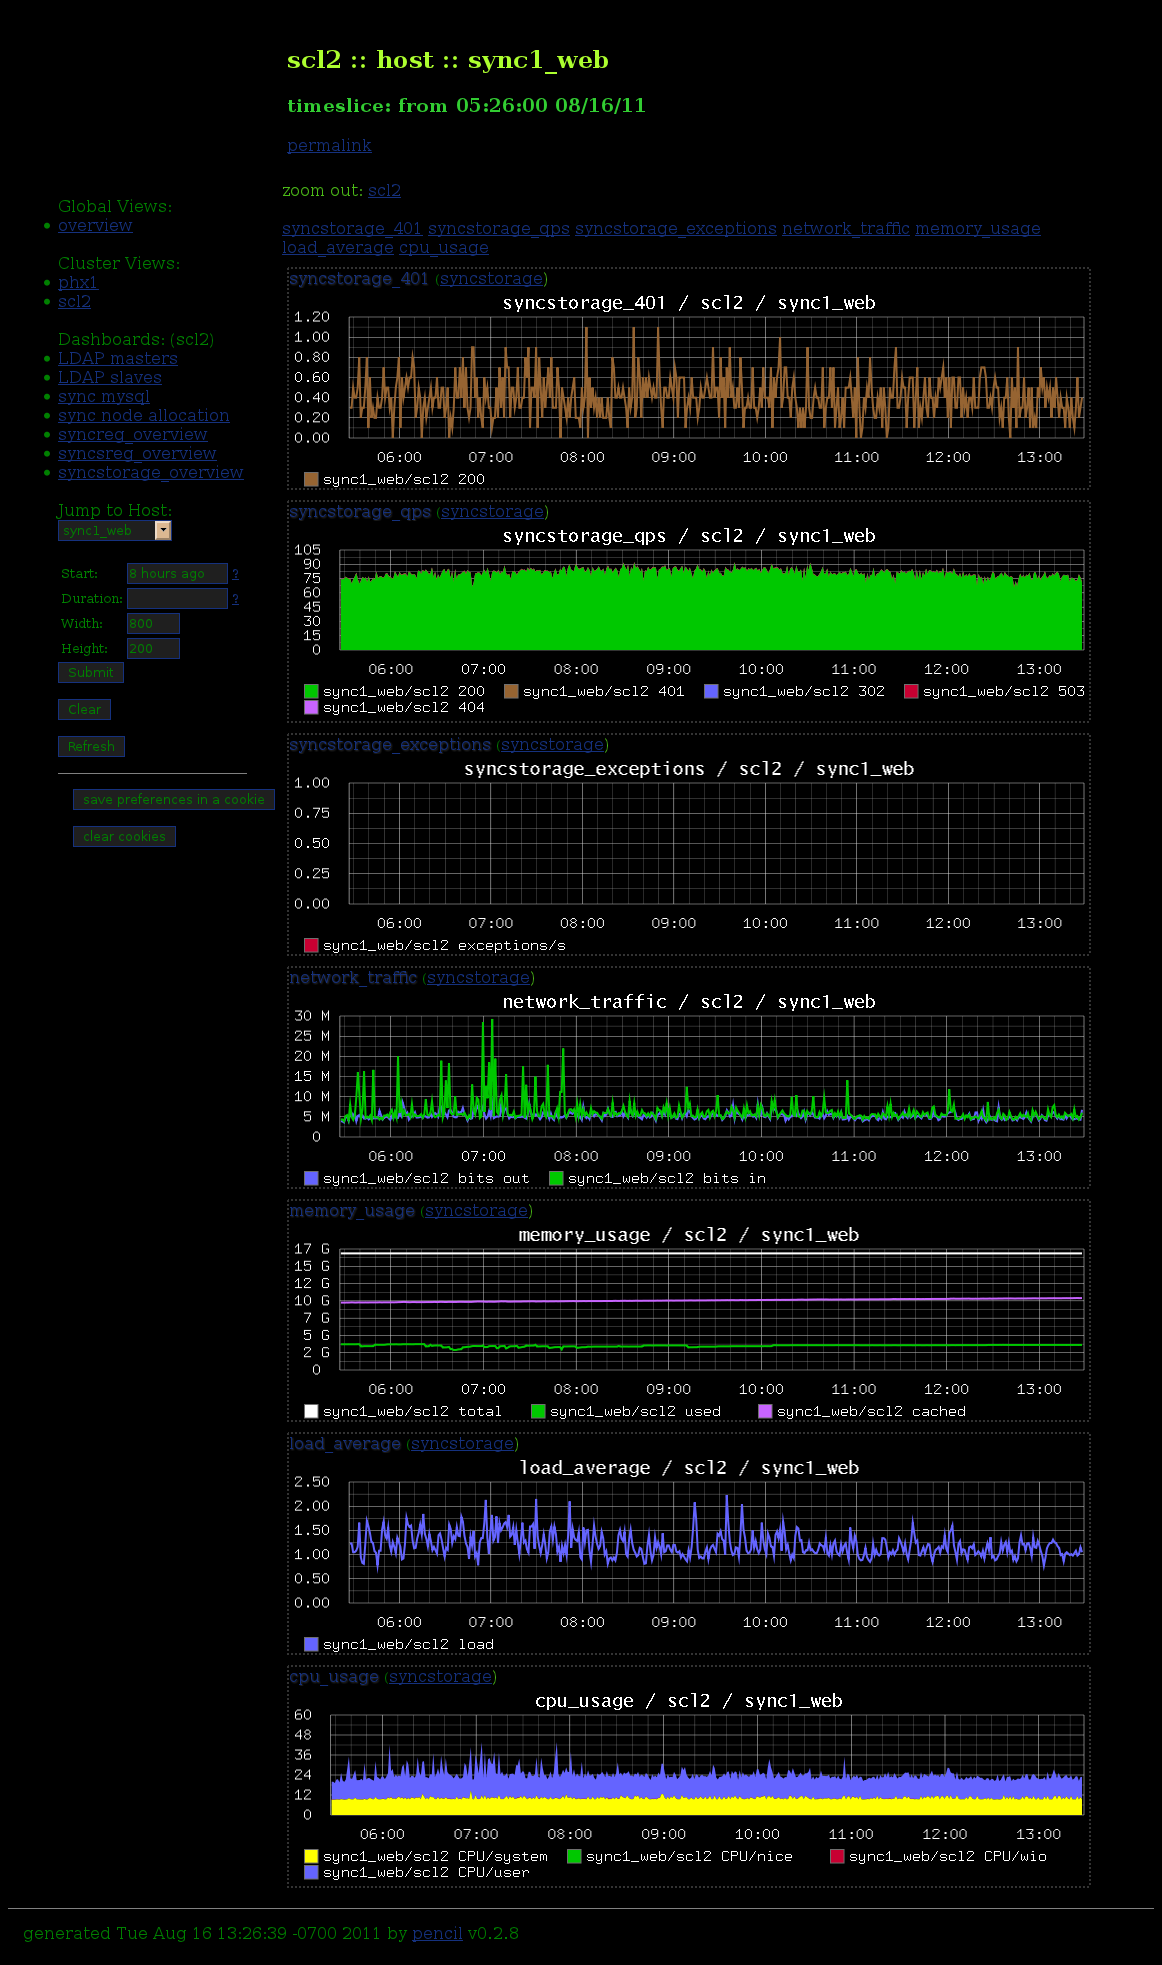 scl2 :: host :: sync1_web
timeslice: from 05:26:00 08/16/11
permalink
Global Views:
overview
Cluster Views:
phx1
scl2
Dashboards: (scl2)
LDAP masters
LDAP slaves
sync mysql
sync node allocation
syncreg_overview
syncsreg_overview
syncstorage_overview
Jump to Host:
sync1_web
Start: 8 hours ago ?
Duration: ?
Width: 800
Height: 200
Submit
Clear
Refresh
save preferences in a cookie
clear cookies
zoom out: scl2
syncstorage_401 syncstorage_qps syncstorage_exceptions network_traffic memory_usage
load_average cpu_usage
syncstorage_401 (syncstorage)
syncstorage_401 / scl2 / sync1_web
1.20
1.00
0.80
0.60
0.40
0.20
0.00
06:00 07:00 08:00 09:00 10:00 11:00 12:00 13:00
sync1_web/scl2 200
syncstorage_qps (syncstorage)
syncstorage_qps / scl2 / sync1_web
105
90
75
60
45
30
15
0
06:00 07:00 08:00 09:00 10:00 11:00 12:00 13:00
sync1_web/scl2 200 sync1_web/scl2 401 sync1_web/scl2 302 sync1_web/scl2 503
sync1_web/scl2 404
syncstorage_exceptions (syncstorage)
syncstorage_exceptions / scl2 / sync1_web
1.00
0.75
0.50
0.25
0.00
06:00 07:00 08:00 09:00 10:00 11:00 12:00 13:00
sync1_web/scl2 exceptions/s
network_traffic (syncstorage)
network_traffic / scl2 / sync1_web
30 M
25 M
20 M
15 M
10 M
5 M
0
06:00 07:00 08:00 09:00 10:00 11:00 12:00 13:00
sync1_web/scl2 bits out sync1_web/scl2 bits in
memory_usage (syncstorage)
memory_usage / scl2 / sync1_web
17 G
15 G
12 G
10 G
7 G
5 G
2 G
0
06:00 07:00 08:00 09:00 10:00 11:00 12:00 13:00
sync1_web/scl2 total sync1_web/scl2 used sync1_web/scl2 cached
load_average (syncstorage)
load_average / scl2 / sync1_web
2.50
2.00
1.50
1.00
0.50
0.00
06:00 07:00 08:00 09:00 10:00 11:00 12:00 13:00
sync1_web/scl2 load
cpu_usage (syncstorage)
cpu_usage / scl2 / sync1_web
60
48
36
24
12
0
06:00 07:00 08:00 09:00 10:00 11:00 12:00 13:00
sync1_web/scl2 CPU/system sync1_web/scl2 CPU/nice sync1_web/scl2 CPU/wio
sync1_web/scl2 CPU/user
generated Tue Aug 16 13:26:39 -0700 2011 by pencil v0.2.8